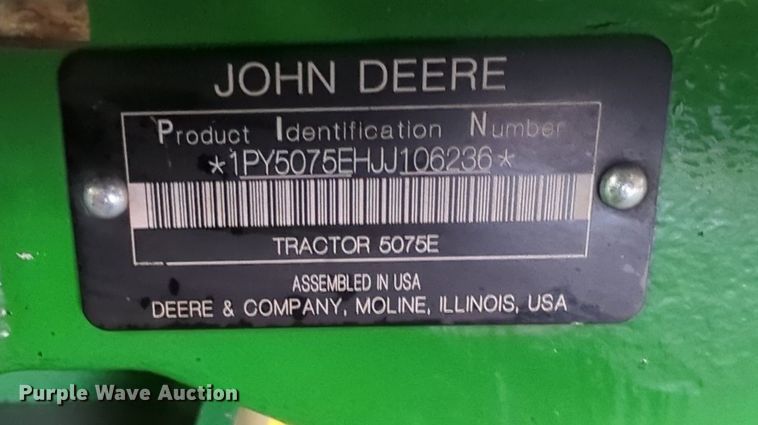 JOHN DEERE
Product Identification Number
*1PY5075EHJJ106236*
TRACTOR 5075E
ASSEMBLED IN USA
DEERE & COMPANY, MOLINE, ILLINOIS, USA
Purple Wave Auction